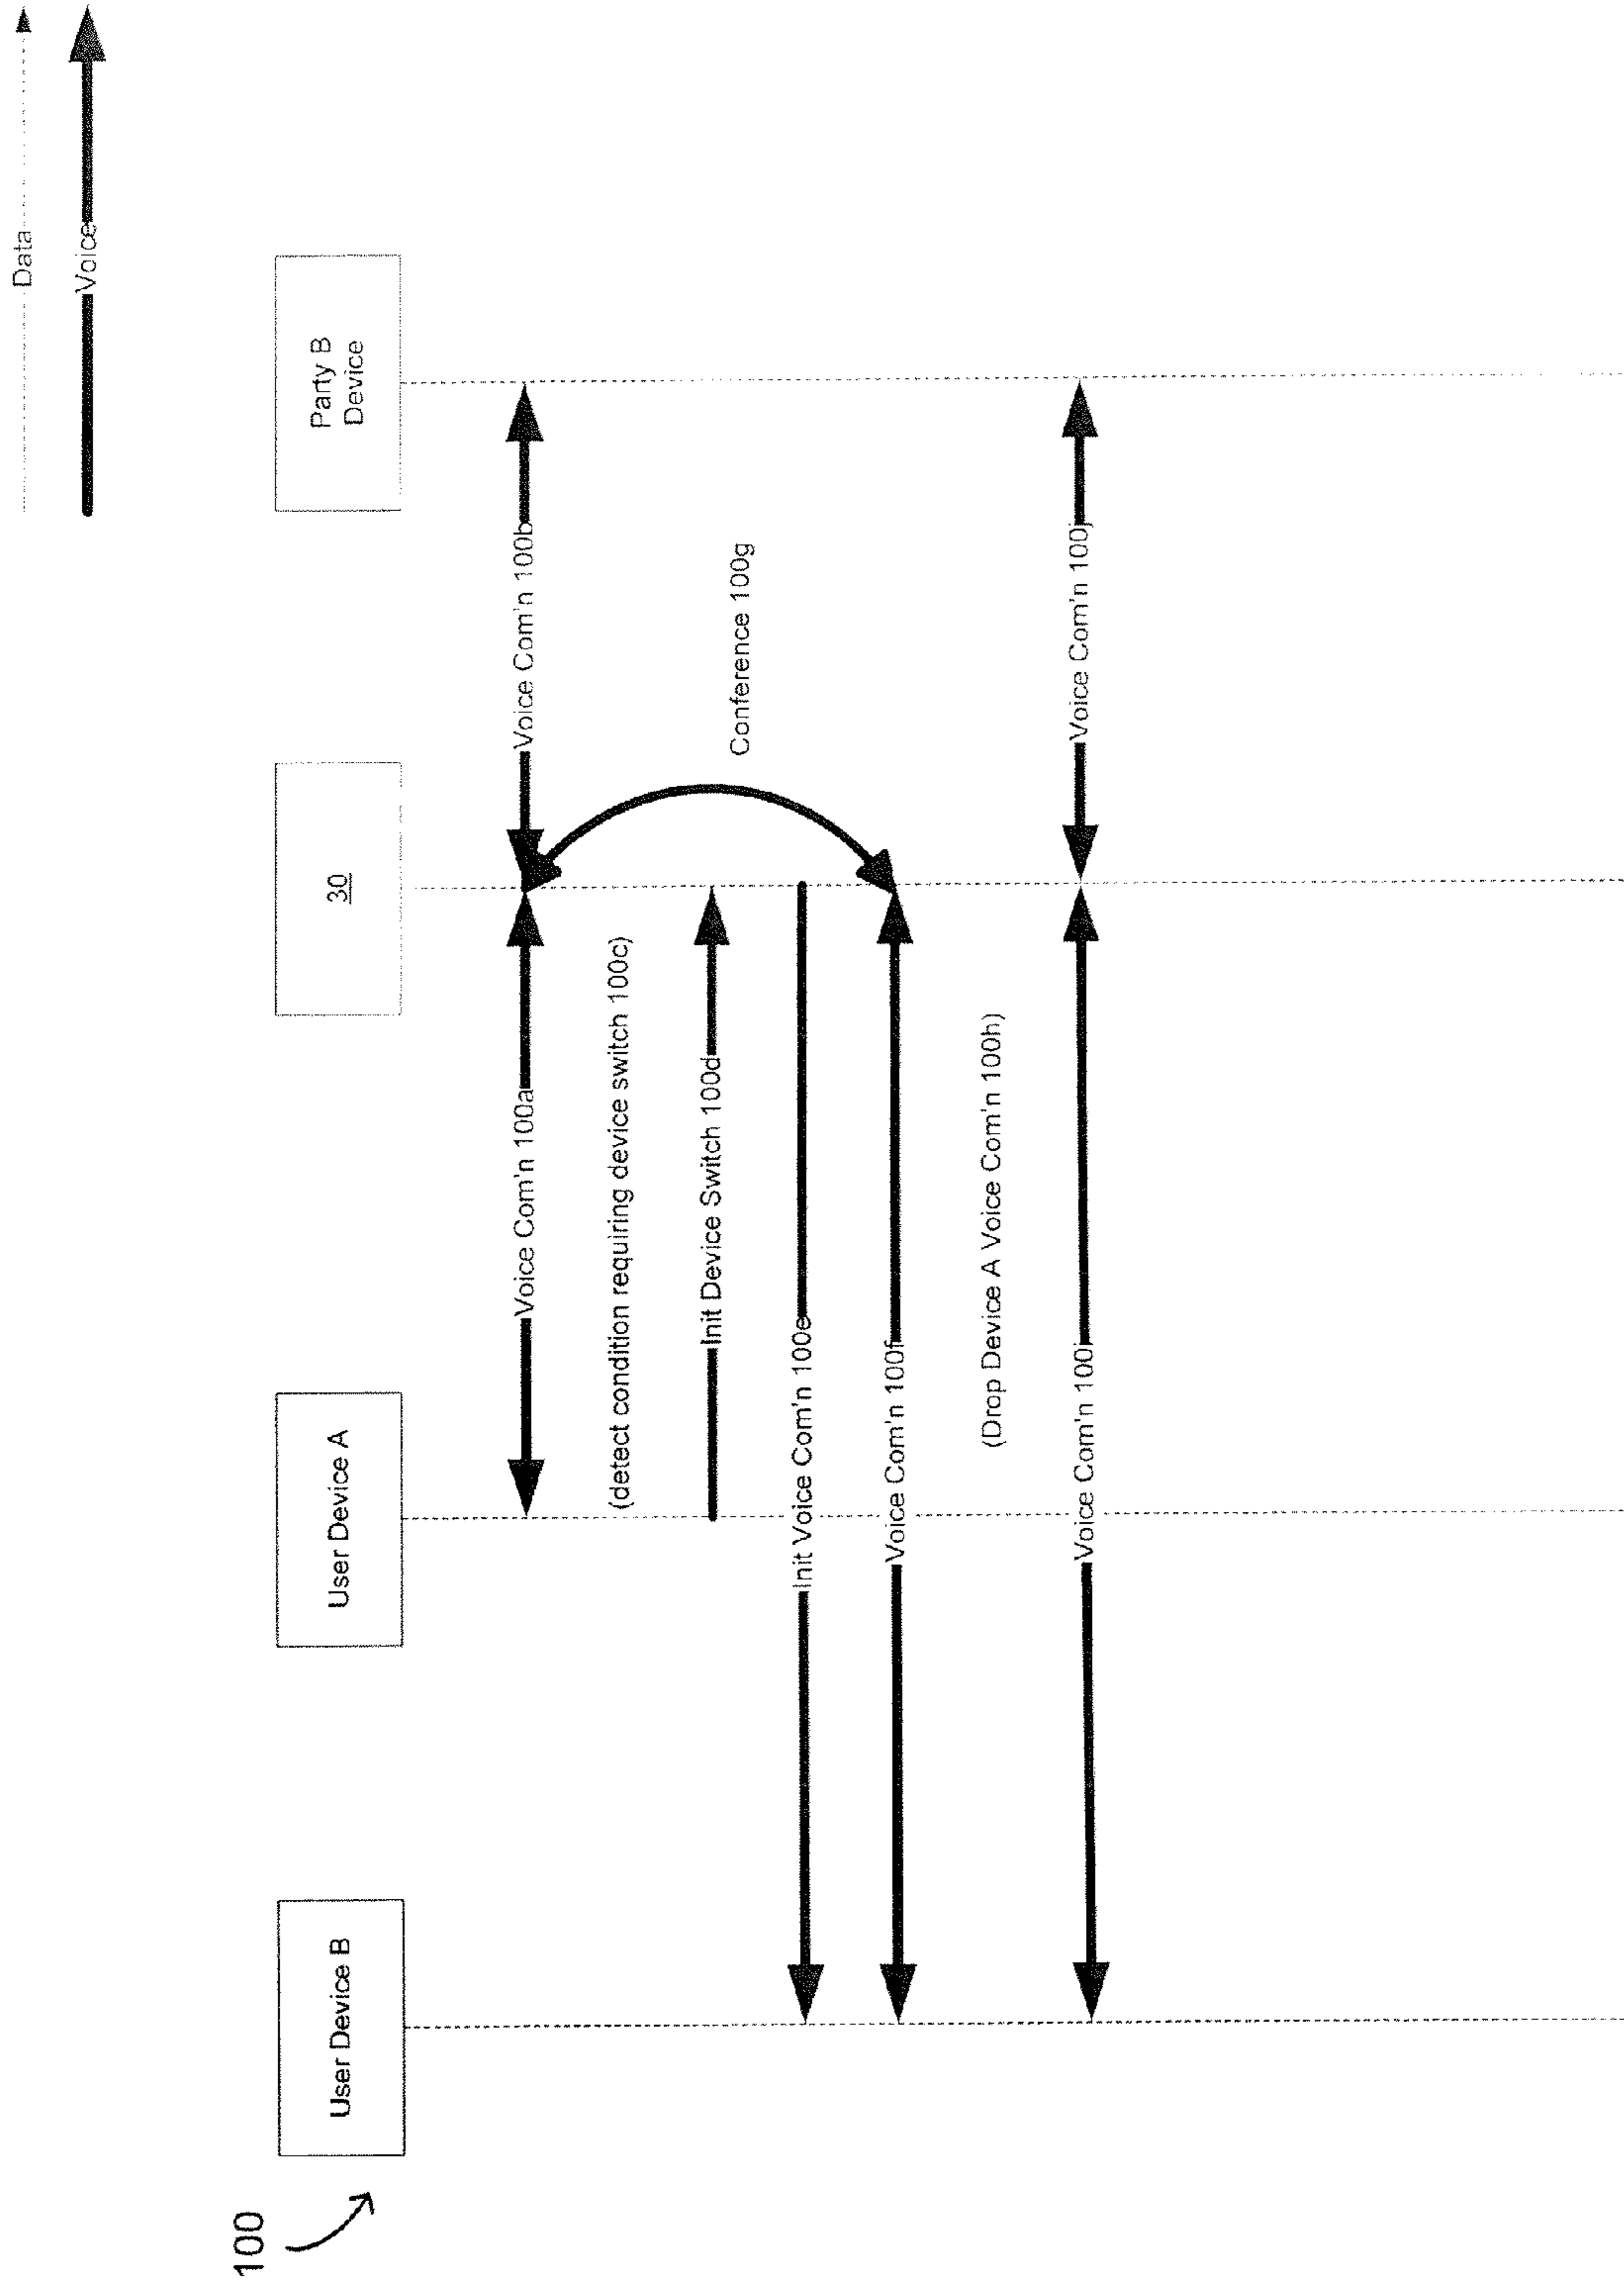 Data
Voice
100
User Device B
User Device A
30
Party B
Device
Voice Com'n 100a
Voice Com'n 100b
(detect condition requiring device switch 100c)
Init Device Switch 100d
Conference 100g
Init Voice Com'n 100e
Voice Com'n 100f
(Drop Device A Voice Com'n 100h)
Voice Com'n 100i
Voice Com'n 100j